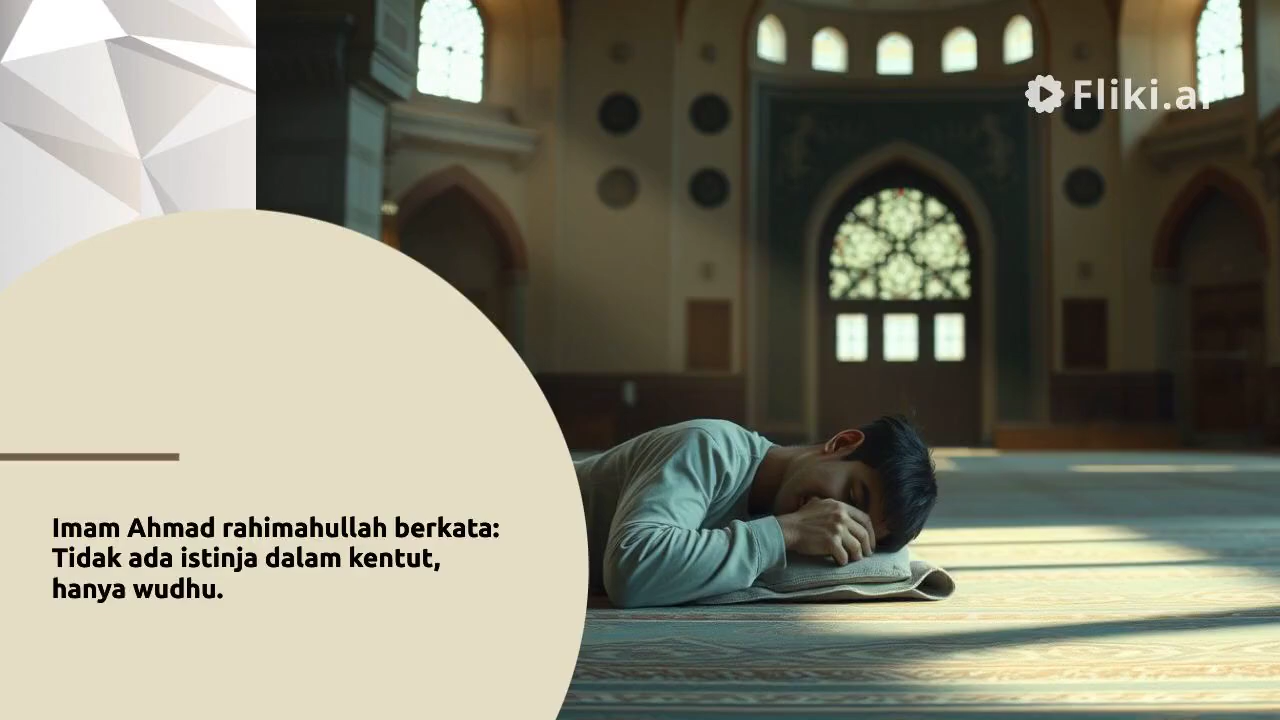 Fliki.ai
Imam Ahmad rahimahullah berkata:
Tidak ada istinja dalam kentut,
hanya wudhu.